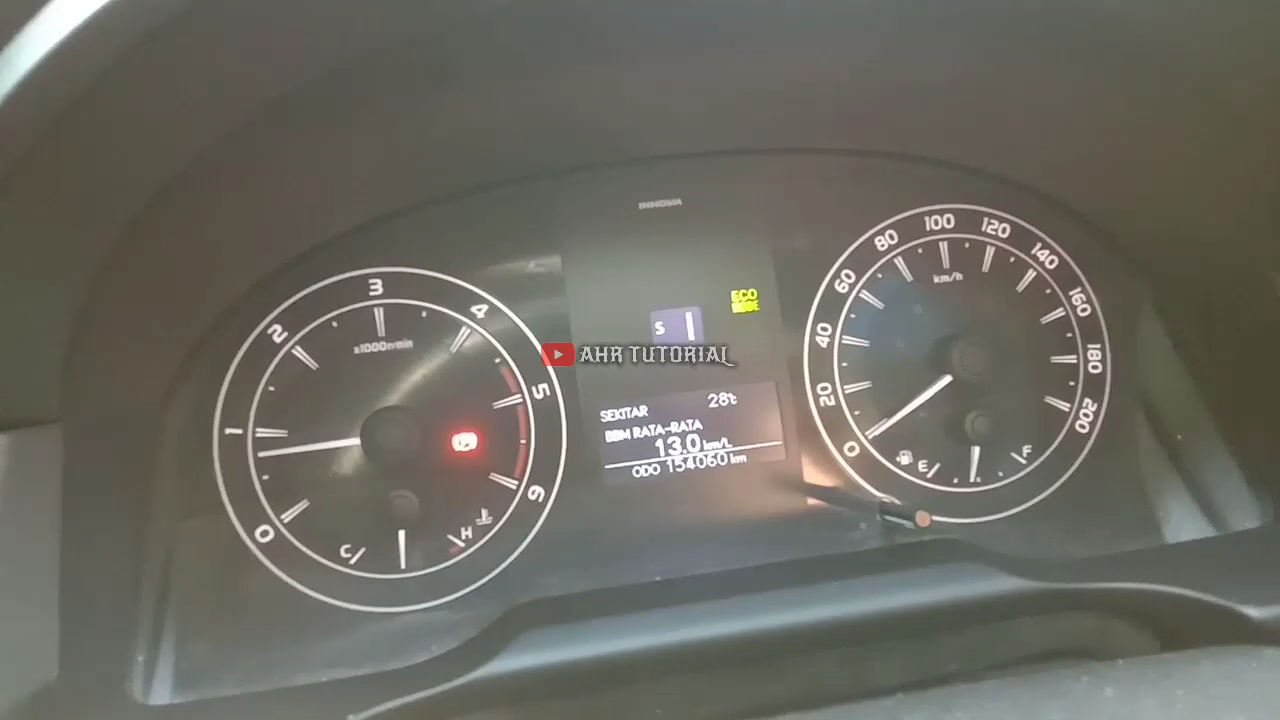 INNOVA
ECO
MODE
S
AHR TUTORIAL
SEKITAR 28℃
BBM RATA-RATA
13.0 km/L
ODO 154060 km
0
1
2
3
4
5
6
x1000r/min
C
H
0
20
40
60
80
100
120
140
160
180
200
km/h
E
F